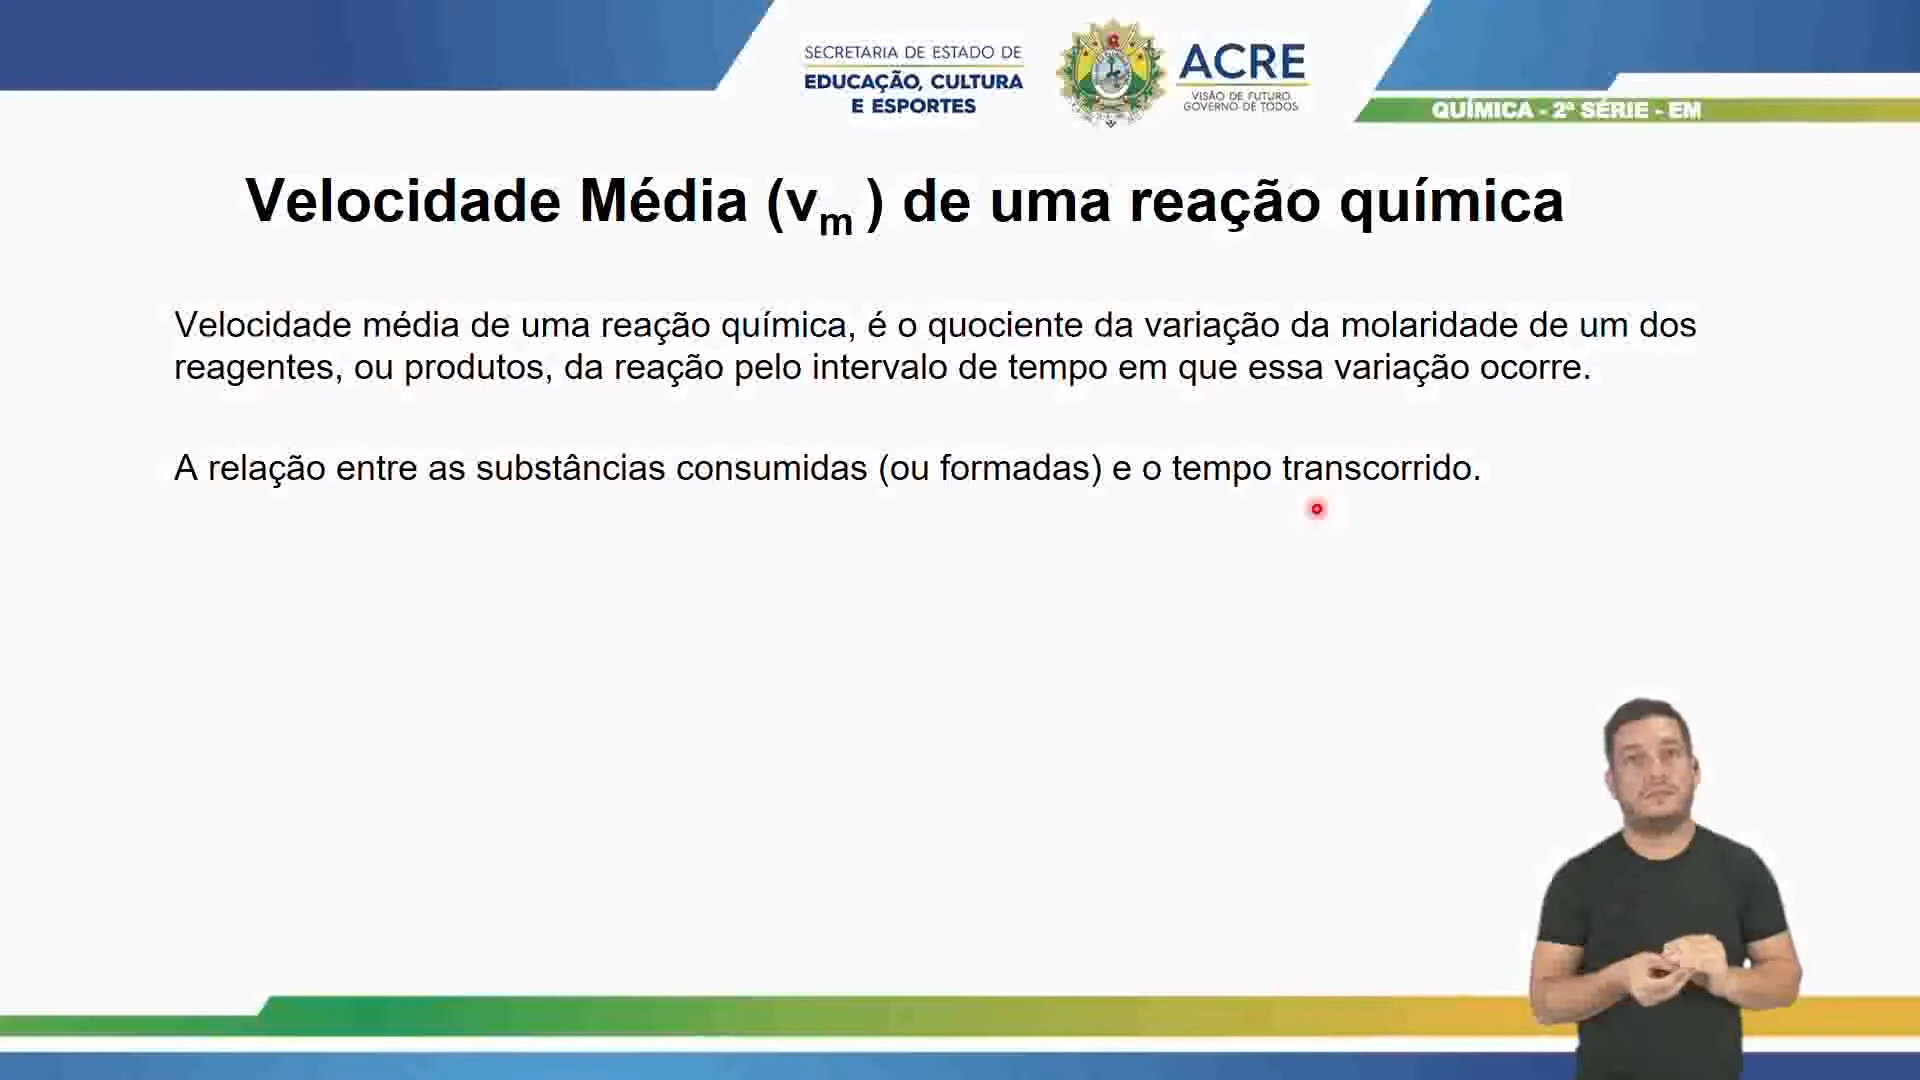 SECRETARIA DE ESTADO DE
EDUCAÇÃO, CULTURA
E ESPORTES
ACRE
VISÃO DE FUTURO,
GOVERNO DE TODOS
QUÍMICA - 2ª SÉRIE - EM
Velocidade Média (vm ) de uma reação química
Velocidade média de uma reação química, é o quociente da variação da molaridade de um dos
reagentes, ou produtos, da reação pelo intervalo de tempo em que essa variação ocorre.
A relação entre as substâncias consumidas (ou formadas) e o tempo transcorrido.